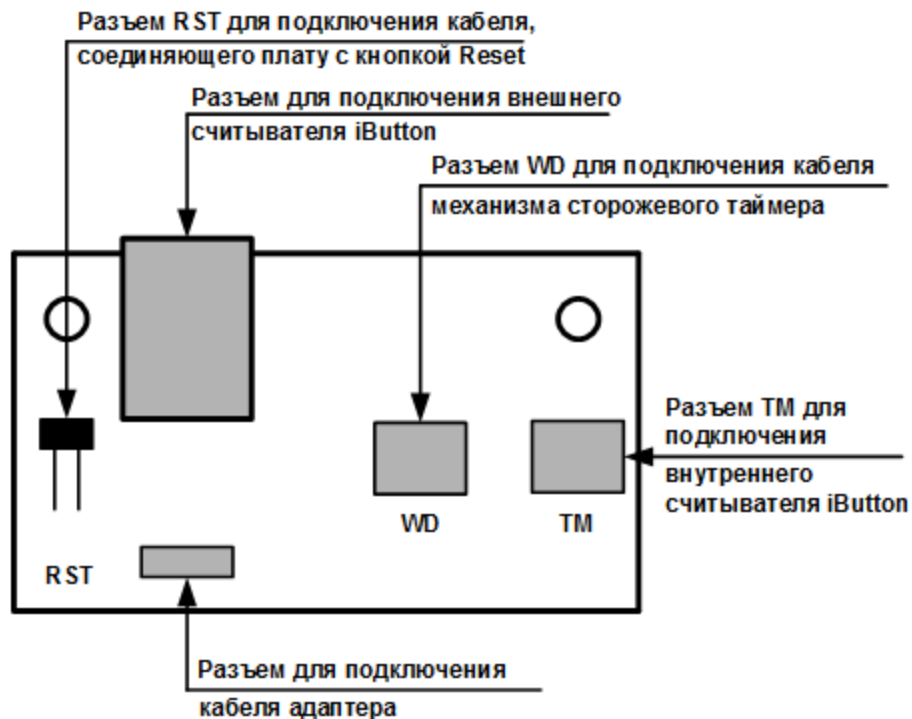 Разъем RST для подключения кабеля,
соединяющего плату с кнопкой Reset
Разъем для подключения внешнего
считывателя iButton
Разъем WD для подключения кабеля
механизма сторожевого таймера
Разъем TM для
подключения
внутреннего
считывателя iButton
WD
TM
RST
Разъем для подключения
кабеля адаптера